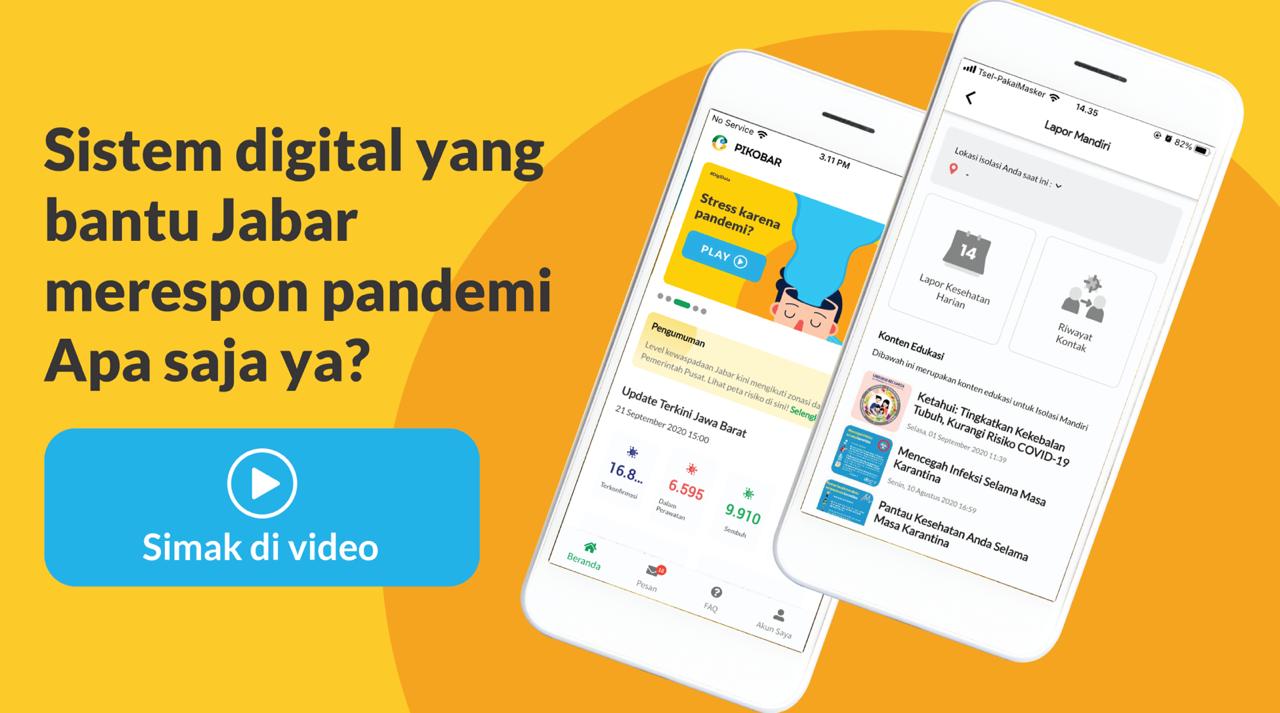 Sistem digital yang
bantu Jabar
merespon pandemi
Apa saja ya?
Simak di video
No Service
3.11 PM
PIKOBAR
Stress karena
pandemi?
PLAY
Pengumuman
Level kewaspadaan Jabar kini mengikuti zonasi da
Pemerintah Pusat. Lihat peta risiko di sini! Seleng
Update Terkini Jawa Barat
21 September 2020 15:00
16.8...
Terkonfirmasi
6.595
Dalam
Perawatan
9.910
Sembuh
Beranda
Pesan
FAQ
Akun Saya
Tsel-PakaiMasker
14.35
82%
Lapor Mandiri
Lokasi isolasi Anda saat ini :
-
14
Lapor Kesehatan
Harian
Riwayat
Kontak
Konten Edukasi
Dibawah ini merupakan konten edukasi untuk Isolasi Mandiri
Ketahui: Tingkatkan Kekebalan
Tubuh, Kurangi Risiko COVID-19
Selasa, 01 September 2020 11:39
Mencegah Infeksi Selama Masa
Karantina
Senin, 10 Agustus 2020 16:59
Pantau Kesehatan Anda Selama
Masa Karantina